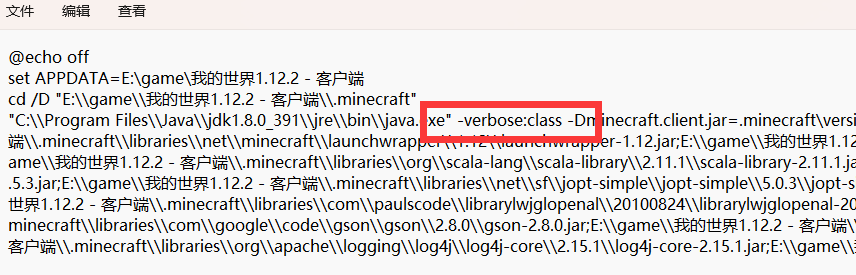 文件 编辑 查看
@echo off
set APPDATA=E:\game\我的世界1.12.2 - 客户端
cd /D "E:\\game\\我的世界1.12.2 - 客户端\\.minecraft"
"C:\\Program Files\\Java\\jdk1.8.0_391\\jre\\bin\\java.exe" -verbose:class -Dminecraft.client.jar=.minecraft\versi
端\\.minecraft\\libraries\\net\\minecraft\\launchwrapper\\1.12\\launchwrapper-1.12.jar;E:\\game\\我的世界1.12.2
ame\\我的世界1.12.2 - 客户端\\.minecraft\\libraries\\org\\scala-lang\\scala-library\\2.11.1\\scala-library-2.11.1.ja
.5.3.jar;E:\\game\\我的世界1.12.2 - 客户端\\.minecraft\\libraries\\net\\sf\\jopt-simple\\jopt-simple\\5.0.3\\jopt-s
世界1.12.2 - 客户端\\.minecraft\\libraries\\com\\paulscode\\librarylwjglopenal\\20100824\\librarylwjglopenal-20
minecraft\\libraries\\com\\google\\code\\gson\\gson\\2.8.0\\gson-2.8.0.jar;E:\\game\\我的世界1.12.2 - 客户
客户端\\.minecraft\\libraries\\org\\apache\\logging\\log4j\\log4j-core\\2.15.1\\log4j-core-2.15.1.jar;E:\\game\\我